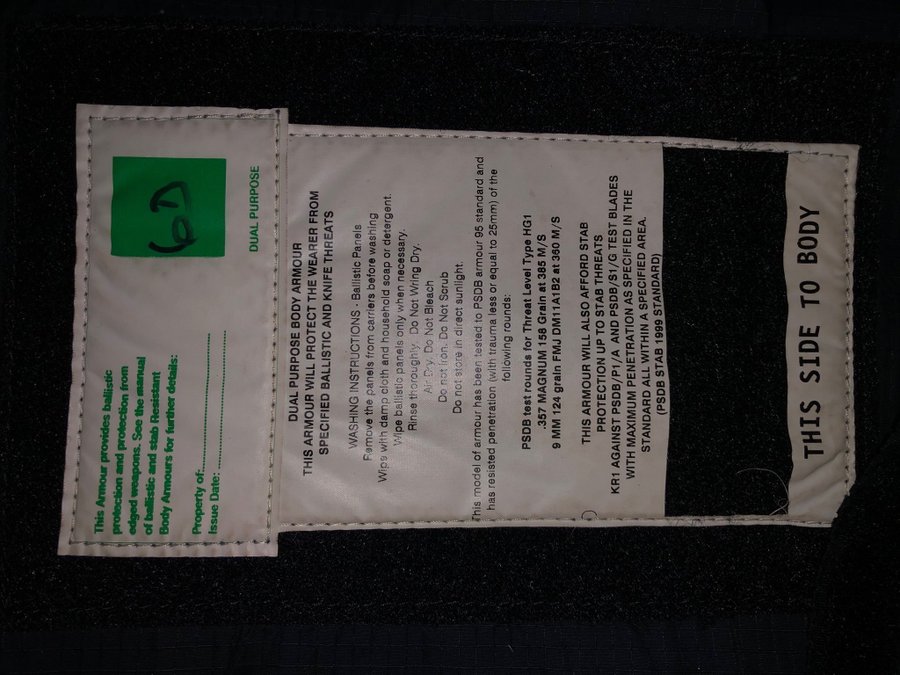 This Armour provides ballistic
protection and protection from
edged weapons. See the manual
of ballistic and stab Resistant
Body Armours for further details:
Property of:
Issue Date:
6D
DUAL PURPOSE
DUAL PURPOSE BODY ARMOUR
THIS ARMOUR WILL PROTECT THE WEARER FROM
SPECIFIED BALLISTIC AND KNIFE THREATS
WASHING INSTRUCTIONS - Ballistic Panels
Remove the panels from carriers before washing
Wipe with damp cloth and household soap or detergent.
Wipe ballistic panels only when necessary.
Rinse thoroughly. Do Not Wring Dry.
Air Dry. Do Not Bleach
Do not Iron. Do Not Scrub
Do not store in direct sunlight.
This model of armour has been tested to PSDB armour 95 standard and
has resisted penetration (with trauma less or equal to 25mm) of the
following rounds:
PSDB test rounds for Threat Level Type HG1
.357 MAGNUM 158 Grain at 385 M/S
9 MM 124 grain FMJ DM11A1B2 at 360 M/S
THIS ARMOUR WILL ALSO AFFORD STAB
PROTECTION UP TO STAB THREATS
KR1 AGAINST PSDB/P1/A AND PSDB/S1/G TEST BLADES
WITH MAXIMUM PENETRATION AS SPECIFIED IN THE
STANDARD ALL WITHIN A SPECIFIED AREA.
(PSDB STAB 1999 STANDARD)
THIS SIDE TO BODY